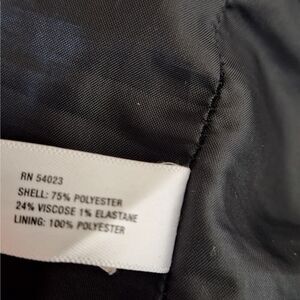 RN 54023
SHELL: 75% POLYESTER
24% VISCOSE 1% ELASTANE
LINING: 100% POLYESTER